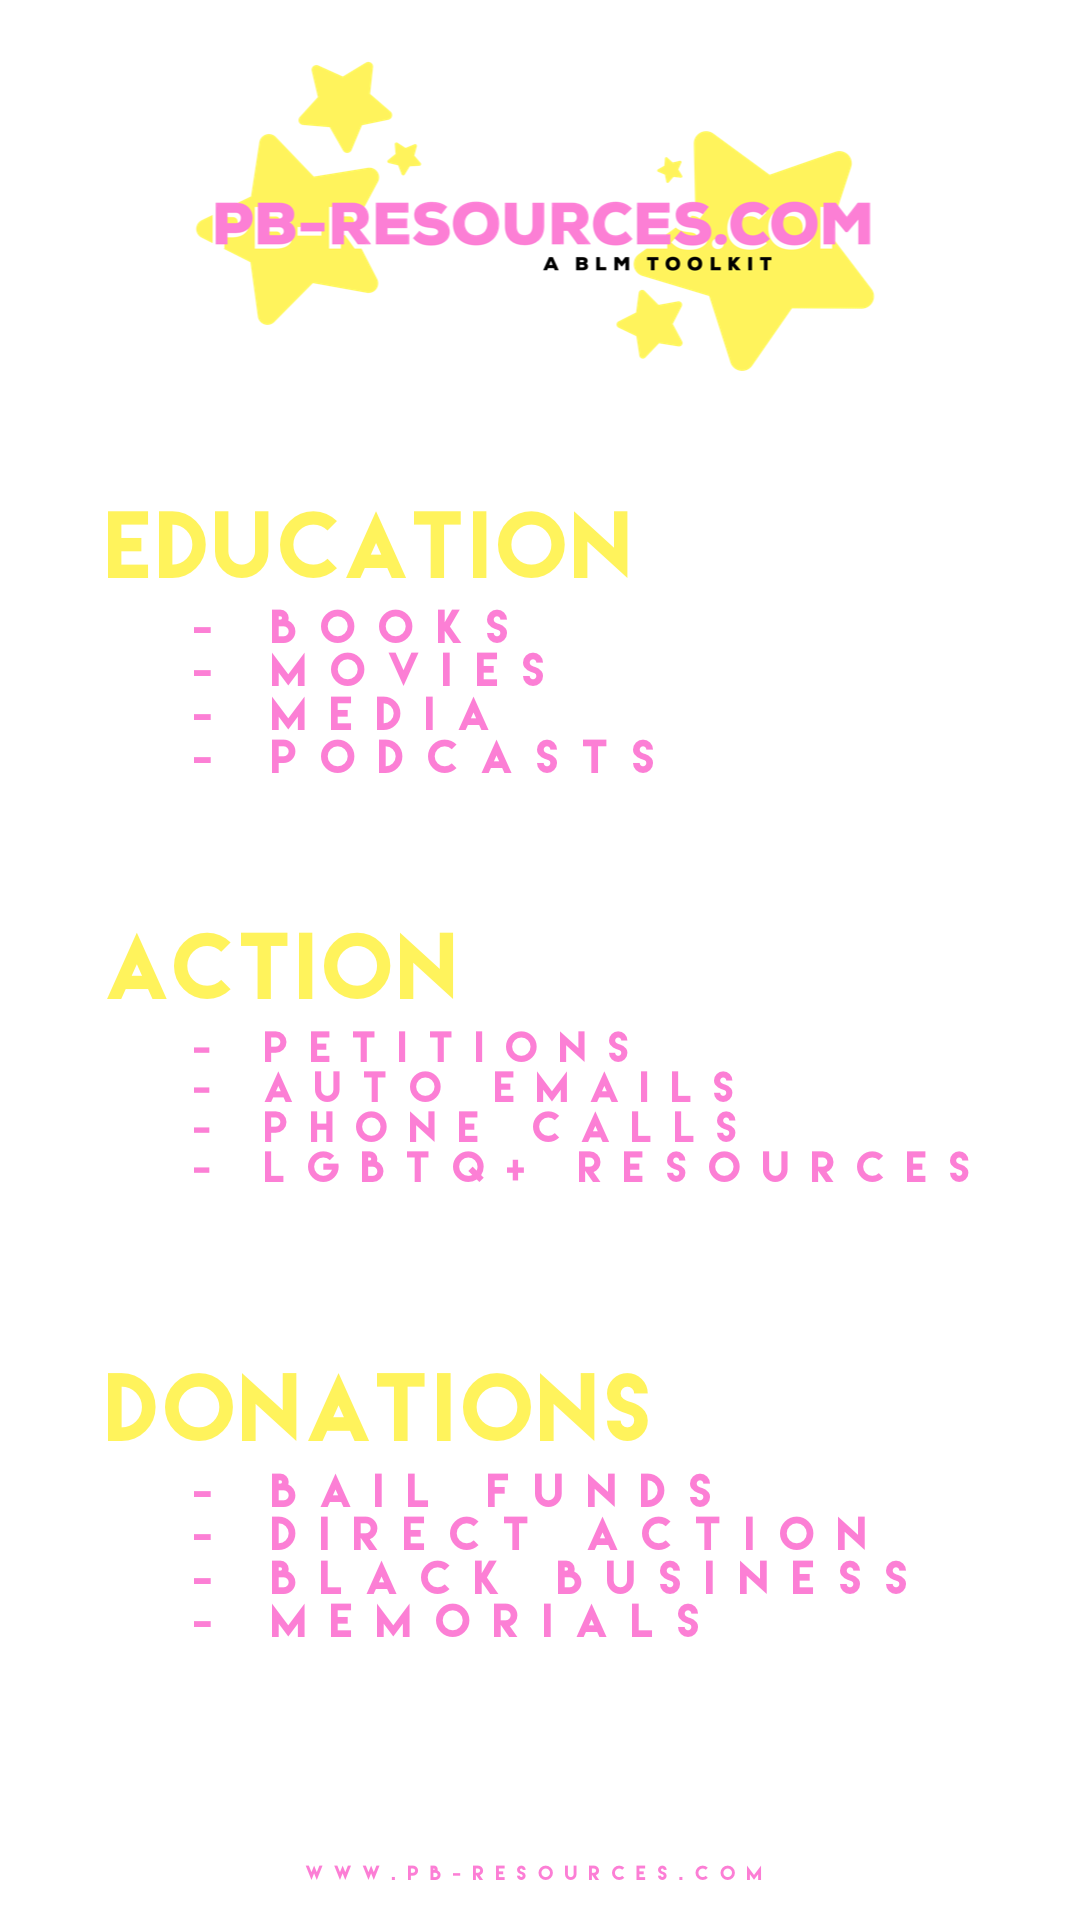 PB-RESOURCES.COM
A BLM TOOLKIT
EDUCATION
- BOOKS
- MOVIES
- MEDIA
- PODCASTS
ACTION
- PETITIONS
- AUTO EMAILS
- PHONE CALLS
- LGBTQ+ RESOURCES
DONATIONS
- BAIL FUNDS
- DIRECT ACTION
- BLACK BUSINESS
- MEMORIALS
WWW.PB-RESOURCES.COM